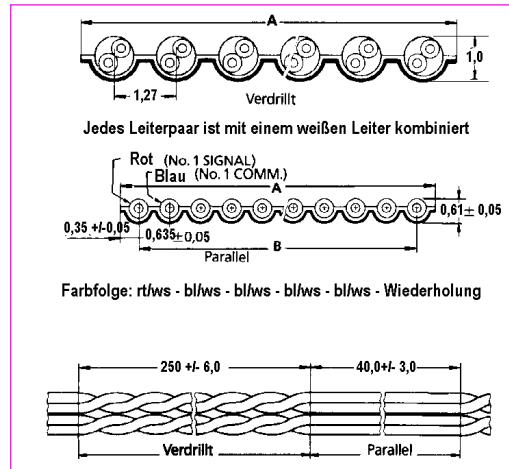 A
1,0
1,27
Verdrillt
Jedes Leiterpaar ist mit einem weißen Leiter kombiniert
Rot (No. 1 SIGNAL)
Blau (No. 1 COMM.)
A
0,61± 0,05
0,35 +/-0,05
0,635±0,05
B
Parallel
Farbfolge: rt/ws - bl/ws - bl/ws - bl/ws - bl/ws - Wiederholung
250 +/- 6,0
40,0+/- 3,0
Verdrillt
Parallel